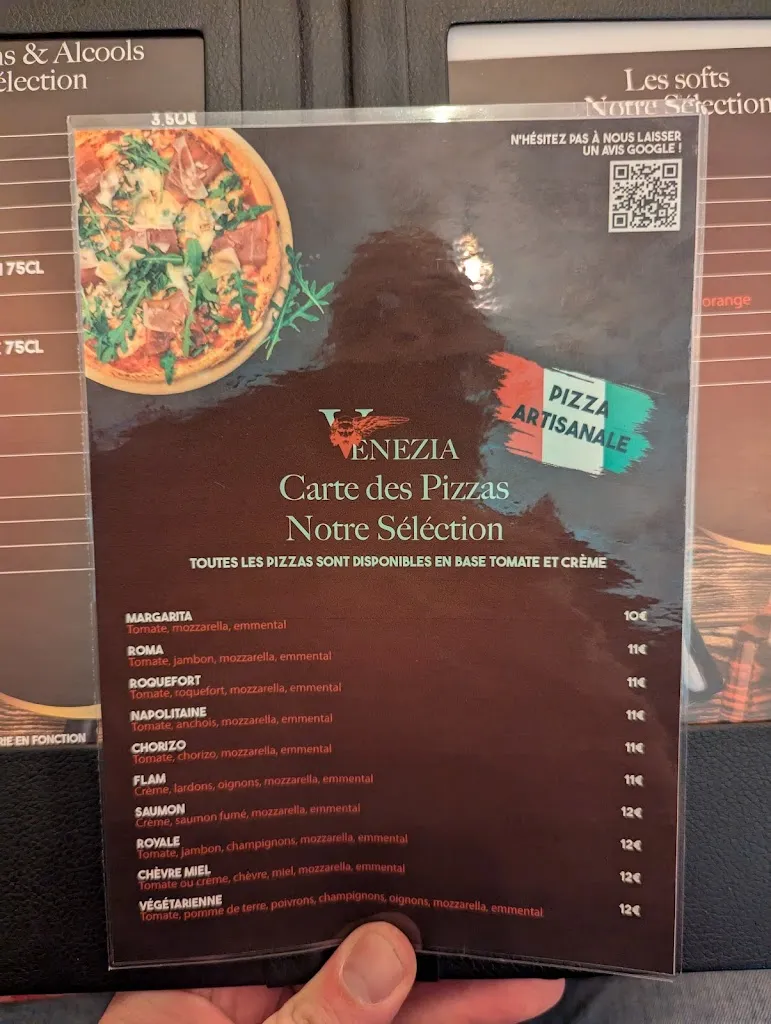 & Alcools
élection
3,50€
75CL
75CL
RIE EN FONCTION
Les softs
Notre Sélection
orange
N'HÉSITEZ PAS À NOUS LAISSER
UN AVIS GOOGLE !
PIZZA
ARTISANALE
VENEZIA
Carte des Pizzas
Notre Séléction
TOUTES LES PIZZAS SONT DISPONIBLES EN BASE TOMATE ET CRÈME
MARGARITA 10€
Tomate, mozzarella, emmental
ROMA 11€
Tomate, jambon, mozzarella, emmental
ROQUEFORT 11€
Tomate, roquefort, mozzarella, emmental
NAPOLITAINE 11€
Tomate, anchois, mozzarella, emmental
CHORIZO 11€
Tomate, chorizo, mozzarella, emmental
FLAM 11€
Crème, lardons, oignons, mozzarella, emmental
SAUMON 12€
Crème, saumon fumé, mozzarella, emmental
ROYALE 12€
Tomate, jambon, champignons, mozzarella, emmental
CHÈVRE MIEL 12€
Tomate ou crème, chèvre, miel, mozzarella, emmental
VÉGÉTARIENNE 12€
Tomate, pomme de terre, poivrons, champignons, oignons, mozzarella, emmental